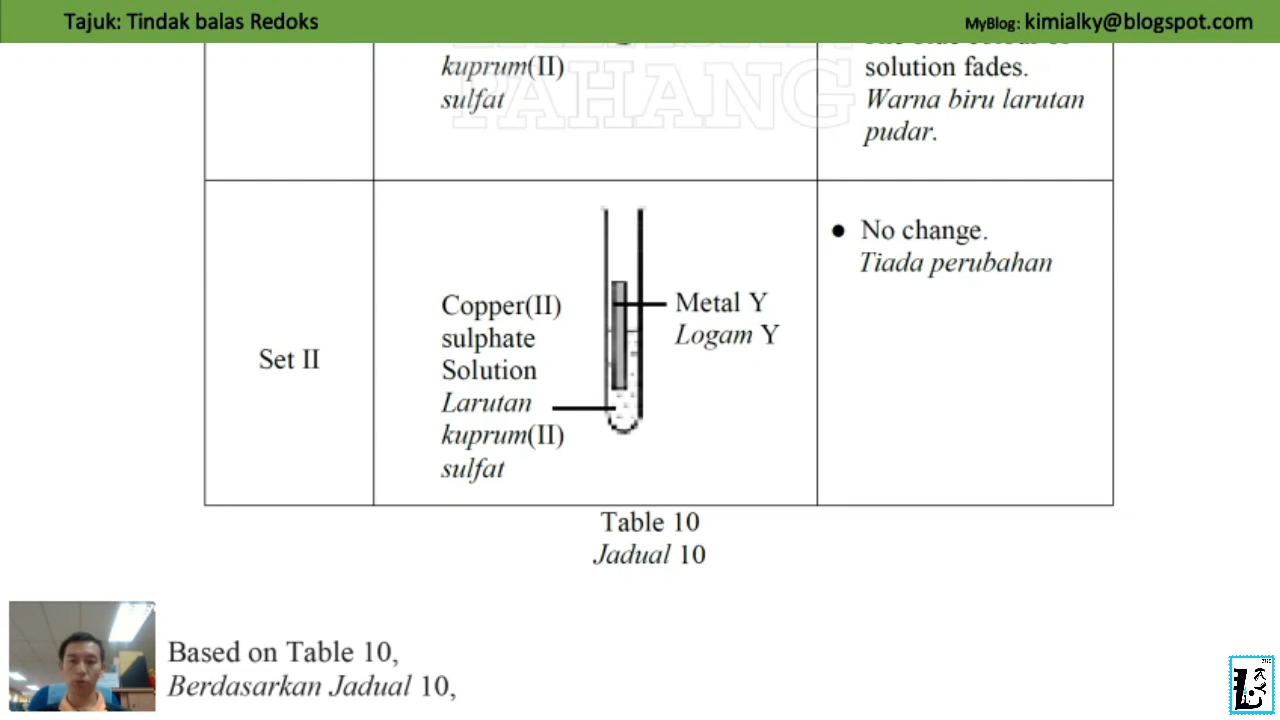 Tajuk: Tindak balas Redoks
MyBlog: kimialky@blogspot.com
PAHANG
kuprum(II)
sulfat
solution fades.
Warna biru larutan
pudar.
Set II
Copper(II)
sulphate
Solution
Larutan
kuprum(II)
sulfat
Metal Y
Logam Y
● No change.
Tiada perubahan
Table 10
Jadual 10
Based on Table 10,
Berdasarkan Jadual 10,